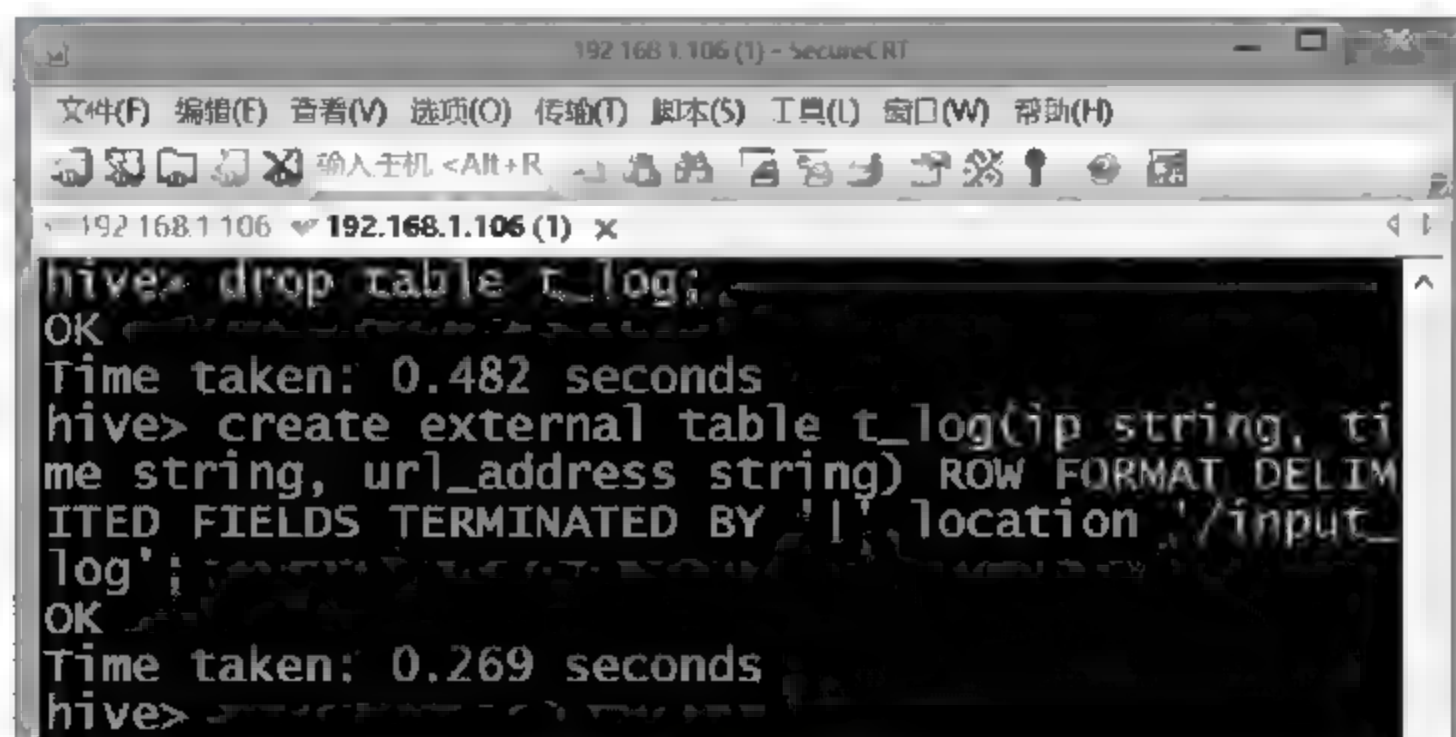 192.168.1.106 (1) - SecureCRT
文件(F) 编辑(E) 查看(V) 选项(O) 传输(T) 脚本(S) 工具(L) 窗口(W) 帮助(H)
输入主机 <Alt+R
192.168.1.106 192.168.1.106 (1)
hive> drop table t_log;
OK
Time taken: 0.482 seconds
hive> create external table t_log(ip string, ti
me string, url_address string) ROW FORMAT DELIM
ITED FIELDS TERMINATED BY '|' location '/input_
log';
OK
Time taken: 0.269 seconds
hive>